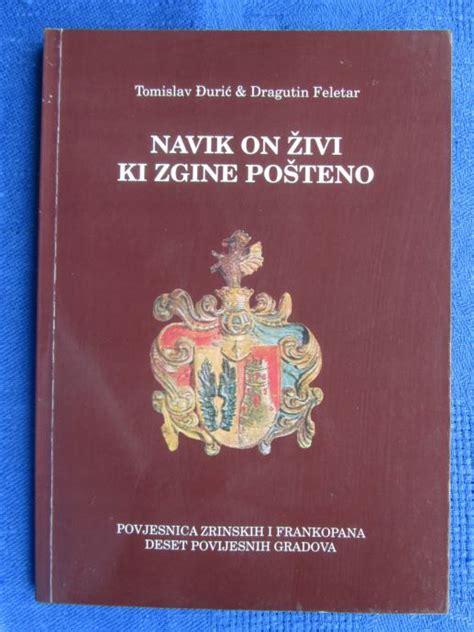 Tomislav Đurić & Dragutin Feletar
NAVIK ON ŽIVI
KI ZGINE POŠTENO
POVJESNICA ZRINSKIH I FRANKOPANA
DESET POVIJESNIH GRADOVA